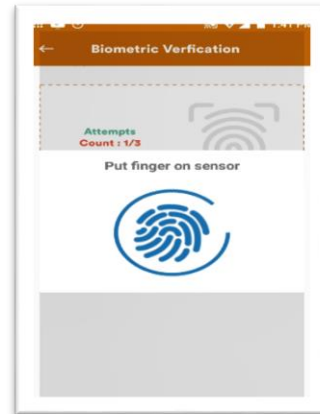 ← Biometric Verfication
Attempts
Count : 1/3
Put finger on sensor